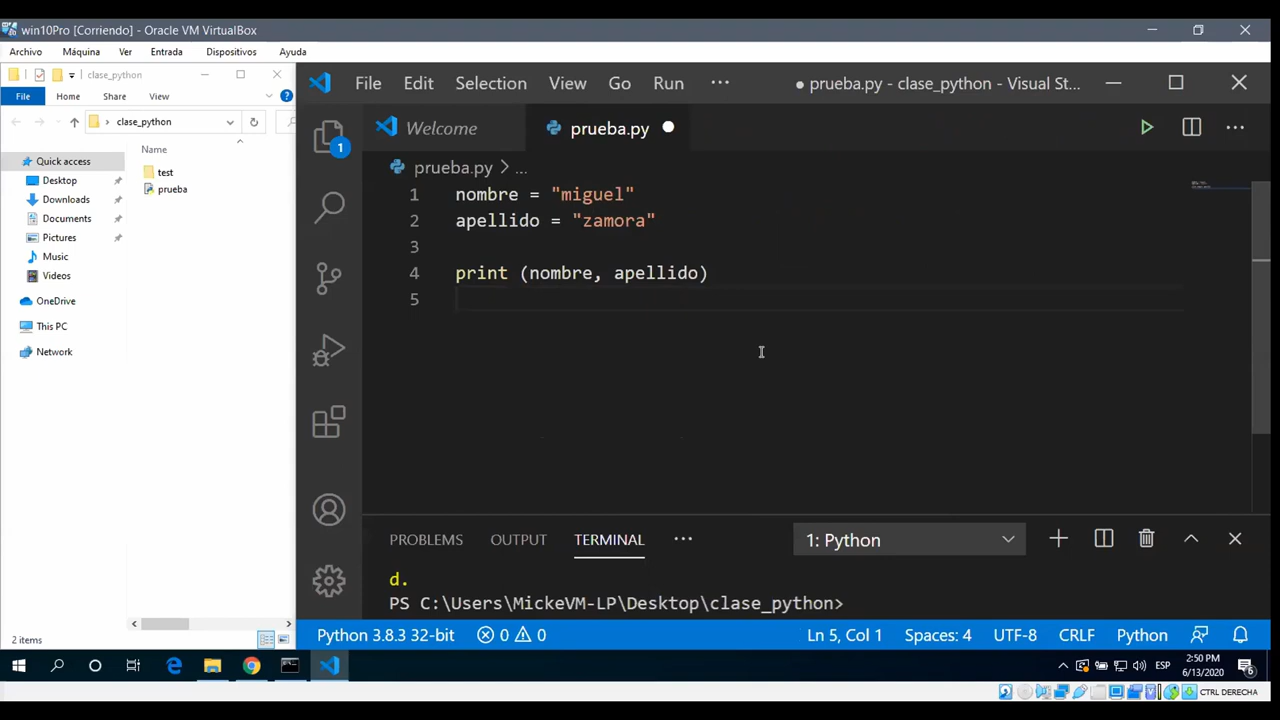 win10Pro [Corriendo] - Oracle VM VirtualBox
Archivo Máquina Ver Entrada Dispositivos Ayuda
clase_python
File Home Share View
clase_python
Name
Quick access
Desktop
Downloads
Documents
Pictures
Music
Videos
OneDrive
This PC
Network
test
prueba
2 items
File Edit Selection View Go Run ··· ● prueba.py - clase_python - Visual St...
1
Welcome prueba.py
prueba.py > ...
1 nombre = "miguel"
2 apellido = "zamora"
3
4 print (nombre, apellido)
5
PROBLEMS OUTPUT TERMINAL ··· 1: Python
d.
PS C:\Users\MickeVM-LP\Desktop\clase_python>
Python 3.8.3 32-bit 0 0 Ln 5, Col 1 Spaces: 4 UTF-8 CRLF Python
ESP 2:50 PM
6/13/2020 6
CTRL DERECHA